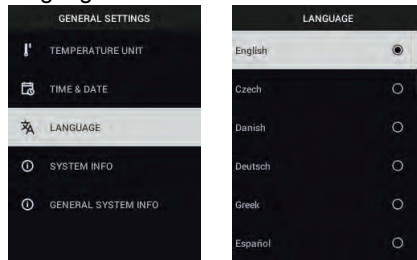 GENERAL SETTINGS
TEMPERATURE UNIT
TIME & DATE
LANGUAGE
SYSTEM INFO
GENERAL SYSTEM INFO
LANGUAGE
English
Czech
Danish
Deutsch
Greek
Español